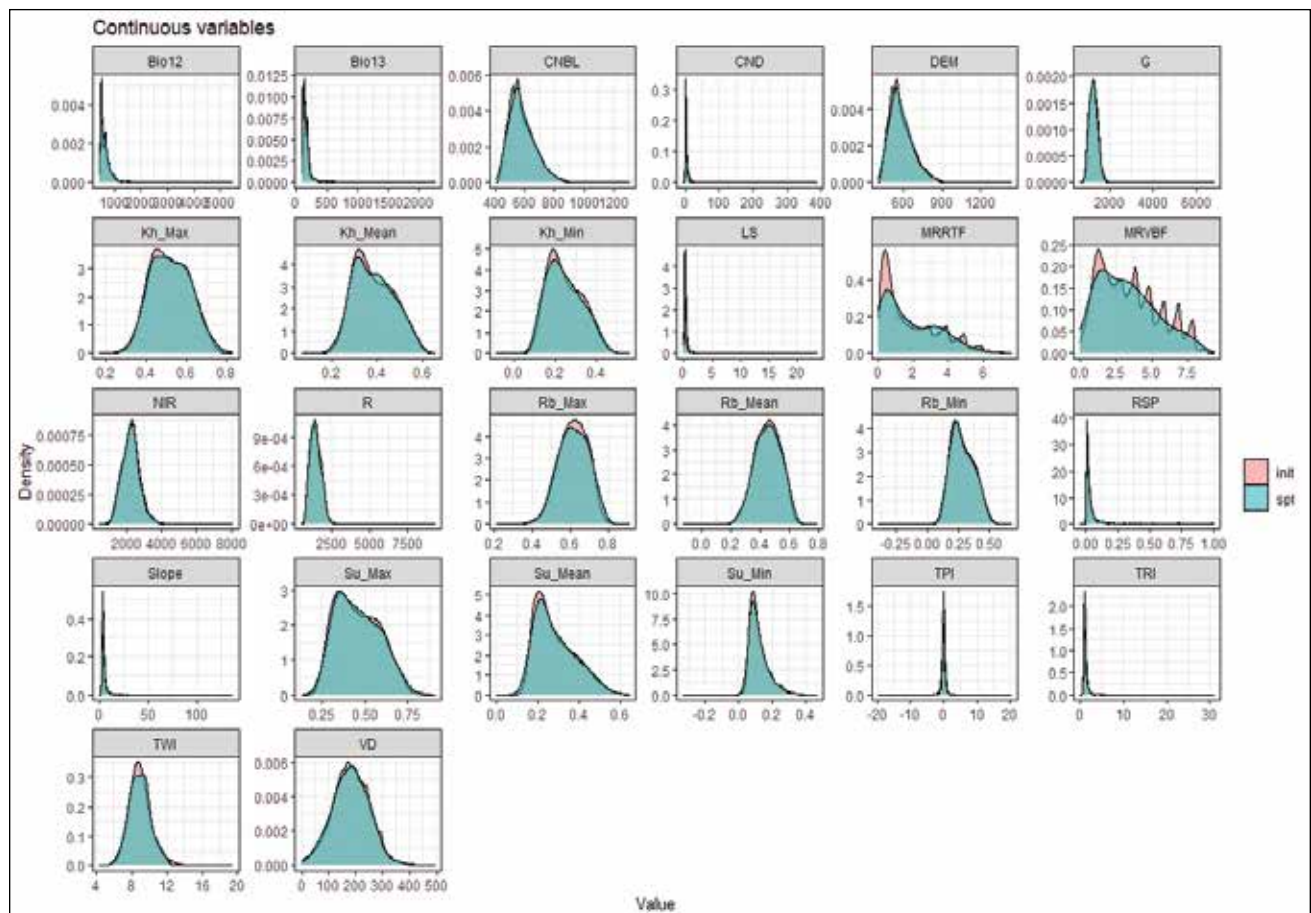 Continuous variables
Bio12 Bio13 CNBL CND DEM G
0.004 0.0125 0.006 0.3 0.004 0.0020
0.002 0.0100 0.004 0.2 0.002 0.0015
0.000 0.0075 0.002 0.1 0.000 0.0010
0.0050 0.000 0.0 0.0005
0.0025 0.0000
0.0000
1000 2000 3000 4000 5000 0 500 1000 1500 2000 400 600 800 1000 1200 0 100 200 300 400 600 900 1200 2000 4000 6000
Kh_Max Kh_Mean Kh_Min LS MRRTF MRVBF
3 4 5 4 0.6 0.25
2 3 4 3 0.4 0.20
1 2 3 2 0.2 0.15
0 1 2 1 0.0 0.10
0 1 0 0.05
0 0.00
0.2 0.4 0.6 0.8 0.2 0.4 0.6 0.0 0.2 0.4 0 5 10 15 20 0 2 4 6 0.0 2.5 5.0 7.5
NIR R Rb_Max Rb_Mean Rb_Min RSP
0.00075 9e-04 4 4 4 40
0.00050 6e-04 3 3 3 30
0.00025 3e-04 2 2 2 20
0.00000 0e+00 1 1 1 10
0 0 0 0
2000 4000 6000 8000 2500 5000 7500 0.2 0.4 0.6 0.8 0.0 0.2 0.4 0.6 0.8 -0.25 0.00 0.25 0.50 0.00 0.25 0.50 0.75 1.00
Density
init
spt
Slope Su_Max Su_Mean Su_Min TPI TRI
0.4 3 5 10.0 1.5 2.0
0.2 2 4 7.5 1.0 1.5
0.0 1 3 5.0 0.5 1.0
0 2 2.5 0.0 0.5
1 0.0 0.0
0
0 50 100 0.25 0.50 0.75 0.0 0.2 0.4 0.6 -0.2 0.0 0.2 0.4 -20 -10 0 10 20 0 10 20 30
TWI VD
0.3 0.006
0.2 0.004
0.1 0.002
0.0 0.000
4 8 12 16 20 0 100 200 300 400 500
Value